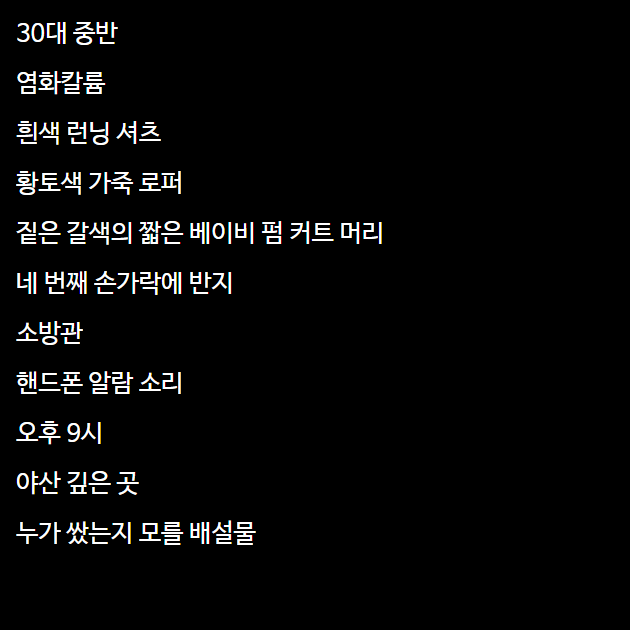 30대 중반
염화칼륨
흰색 런닝 셔츠
황토색 가죽 로퍼
짙은 갈색의 짧은 베이비 펌 커트 머리
네 번째 손가락에 반지
소방관
핸드폰 알람 소리
오후 9시
야산 깊은 곳
누가 쌌는지 모를 배설물